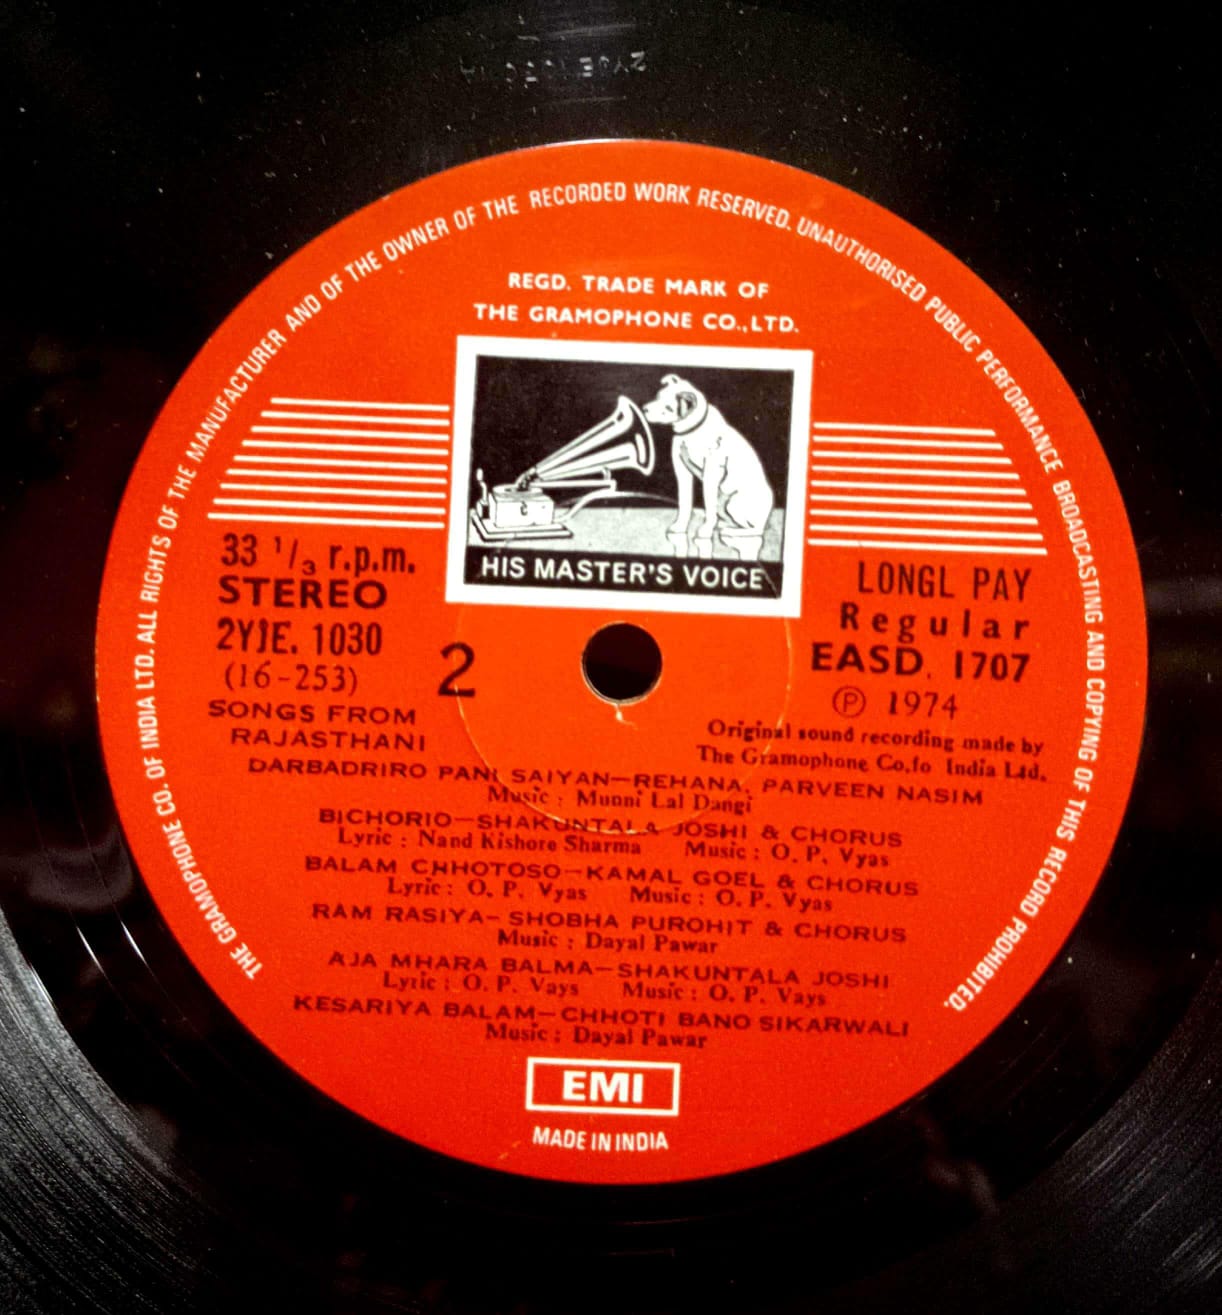 THE GRAMOPHONE CO. OF INDIA LTD. ALL RIGHTS OF THE MANUFACTURER AND OF THE OWNER OF THE RECORDED WORK RESERVED. UNAUTHORISED PUBLIC PERFORMANCE BROADCASTING AND COPYING OF THIS RECORD PROHIBITED.
REGD. TRADE MARK OF
THE GRAMOPHONE CO.,LTD.
HIS MASTER'S VOICE
33 1/3 r.p.m.
STEREO
2YJE. 1030
(16-253)
2
LONGL PAY
Regular
EASD. 1707
Ⓟ 1974
SONGS FROM
RAJASTHANI
Original sound recording made by
The Gramophone Co.fo India Ltd.
DARBADRIRO PANI SAIYAN—REHANA, PARVEEN NASIM
Music : Munni Lal Dangi
BICHORIO—SHAKUNTALA JOSHI & CHORUS
Lyric : Nand Kishore Sharma Music : O. P. Vyas
BALAM CHHOTOSO—KAMAL GOEL & CHORUS
Lyric : O. P. Vyas Music : O. P. Vyas
RAM RASIYA—SHOBHA PUROHIT & CHORUS
Music : Dayal Pawar
AJA MHARA BALMA—SHAKUNTALA JOSHI
Lyric : O. P. Vays Music : O. P. Vays
KESARIYA BALAM—CHHOTI BANO SIKARWALI
Music : Dayal Pawar
EMI
MADE IN INDIA